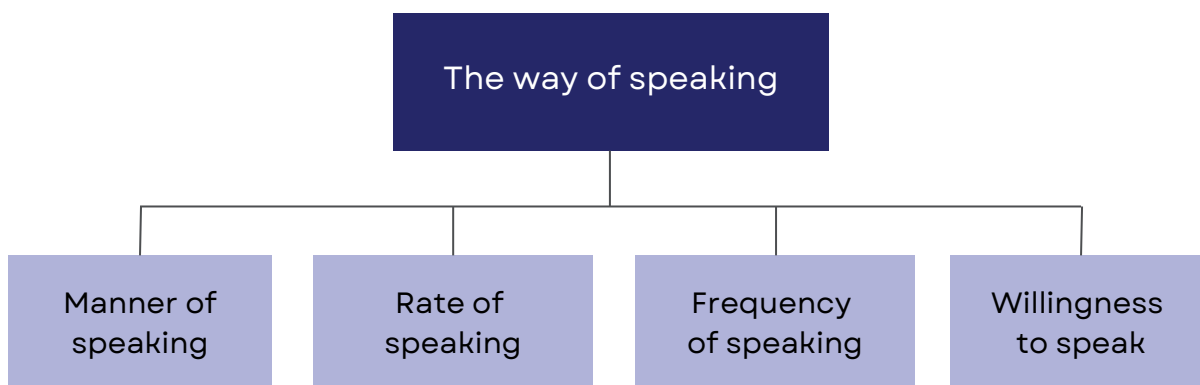 The way of speaking
Manner of
speaking
Rate of
speaking
Frequency
of speaking
Willingness
to speak